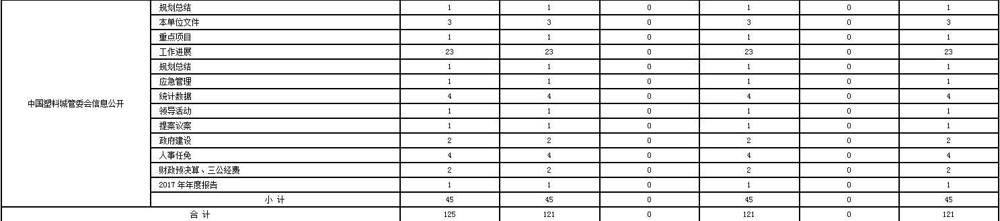 规划总结 1 1 0 1 0 1
本单位文件 3 3 0 3 0 3
重点项目 1 1 0 1 0 1
工作进展 23 23 0 23 0 23
规划总结 1 1 0 1 0 1
应急管理 1 1 0 1 0 1
统计数据 4 4 0 4 0 4
中国塑料城管委会信息公开
领导活动 1 1 0 1 0 1
提案议案 1 1 0 1 0 1
政府建设 2 2 0 2 0 2
人事任免 4 4 0 4 0 4
财政预决算、三公经费 2 2 0 2 0 2
2017年年度报告 1 1 0 1 0 1
小 计 45 45 0 45 0 45
合 计 125 121 0 121 0 121